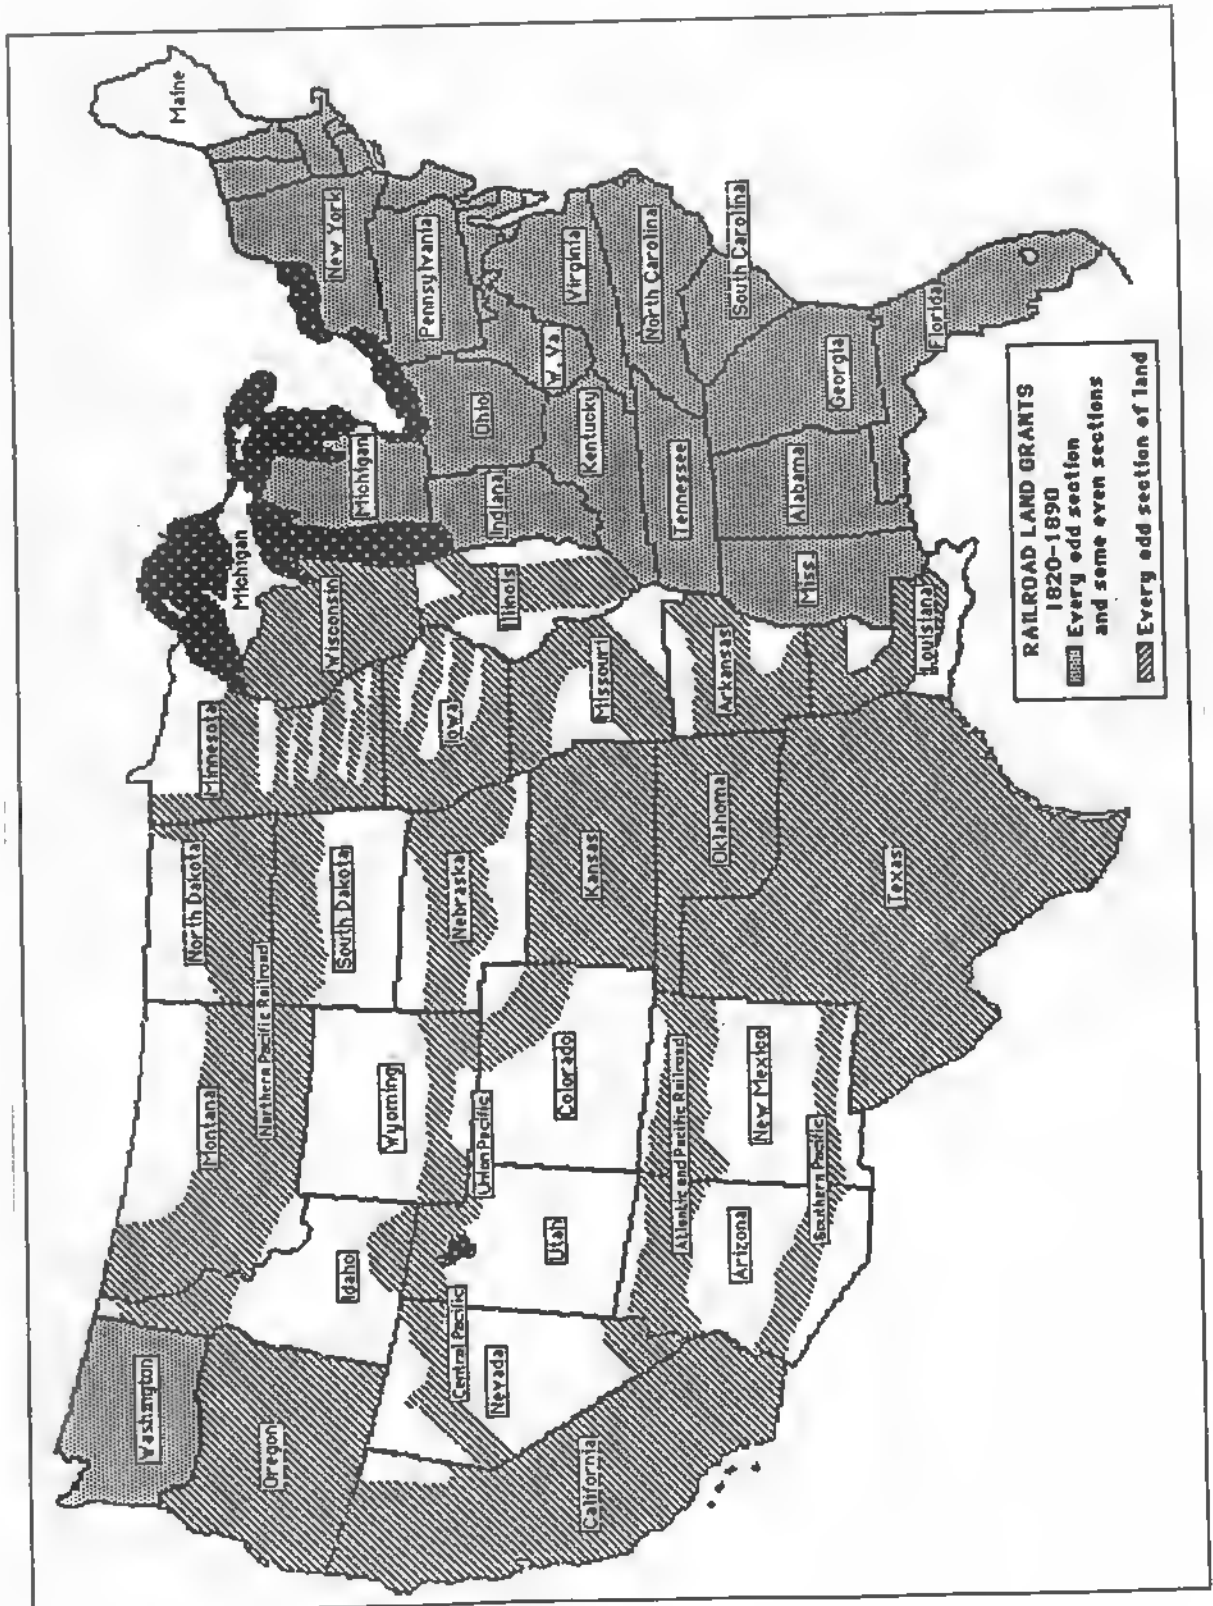 Washington
Montana
North Dakota
Minnesota
Michigan
Maine
Oregon
Idaho
Northern Pacific Railroad
South Dakota
Wisconsin
Michigan
New York
Wyoming
Nebraska
Iowa
Illinois
Indiana
Ohio
Pennsylvania
Central Pacific
Union Pacific
Nevada
Utah
Colorado
Kansas
Missouri
Kentucky
W. Va.
Virginia
California
Atlantic and Pacific Railroad
Arizona
New Mexico
Oklahoma
Arkansas
Tennessee
North Carolina
South Carolina
Southern Pacific
Texas
Louisiana
Miss.
Alabama
Georgia
Florida
RAILROAD LAND GRANTS
1820-1890
Every odd section
and some even sections
Every odd section of land